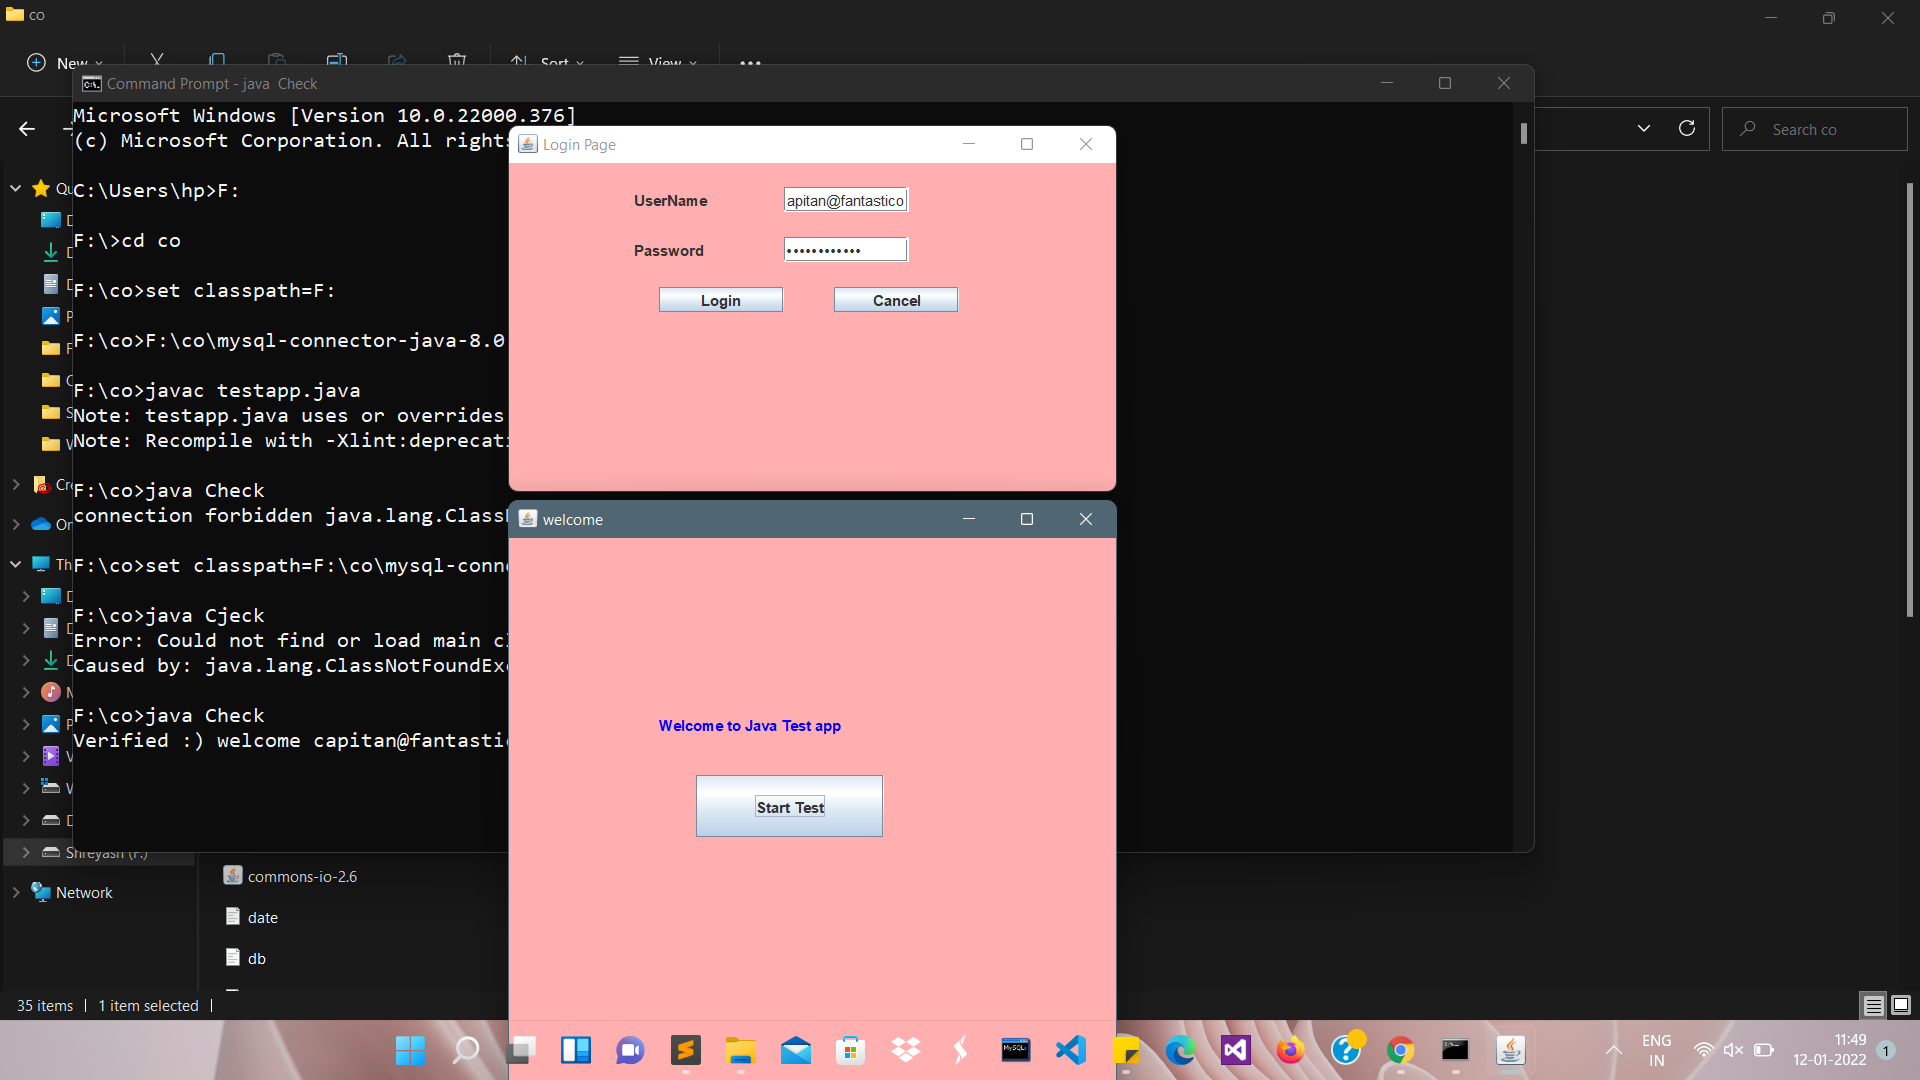 co
New
Sort
View
Command Prompt - java  Check
Microsoft Windows [Version 10.0.22000.376]
(c) Microsoft Corporation. All rights
C:\Users\hp>F:
F:\>cd co
F:\co>set classpath=F:
F:\co>F:\co\mysql-connector-java-8.0
F:\co>javac testapp.java
Note: testapp.java uses or overrides
Note: Recompile with -Xlint:deprecati
F:\co>java Check
connection forbidden java.lang.Class
F:\co>set classpath=F:\co\mysql-conn
F:\co>java Cjeck
Error: Could not find or load main c
Caused by: java.lang.ClassNotFoundEx
F:\co>java Check
Verified :) welcome capitan@fantastic
Search co
Login Page
UserName
apitan@fantastico
Password
Login
Cancel
welcome
Welcome to Java Test app
Start Test
Shreyash (F:)
Network
commons-io-2.6
date
db
35 items
1 item selected
MySQL
ENG
IN
11:49
12-01-2022
1